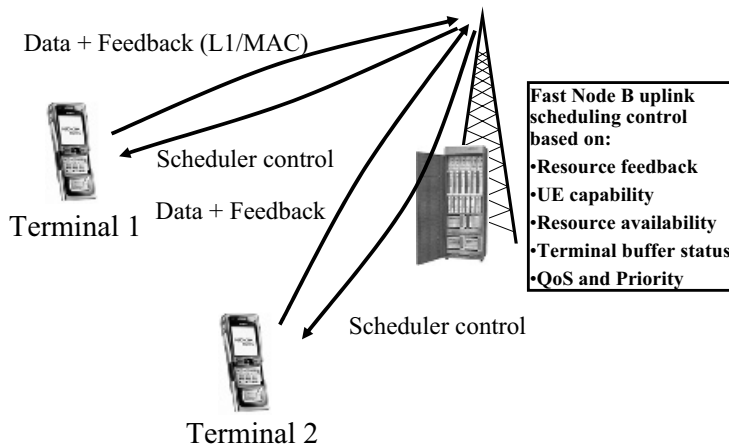 Data + Feedback (L1/MAC)
Scheduler control
Terminal 1
Data + Feedback
Scheduler control
Terminal 2
Fast Node B uplink
scheduling control
based on:
•Resource feedback
•UE capability
•Resource availability
•Terminal buffer status
•QoS and Priority